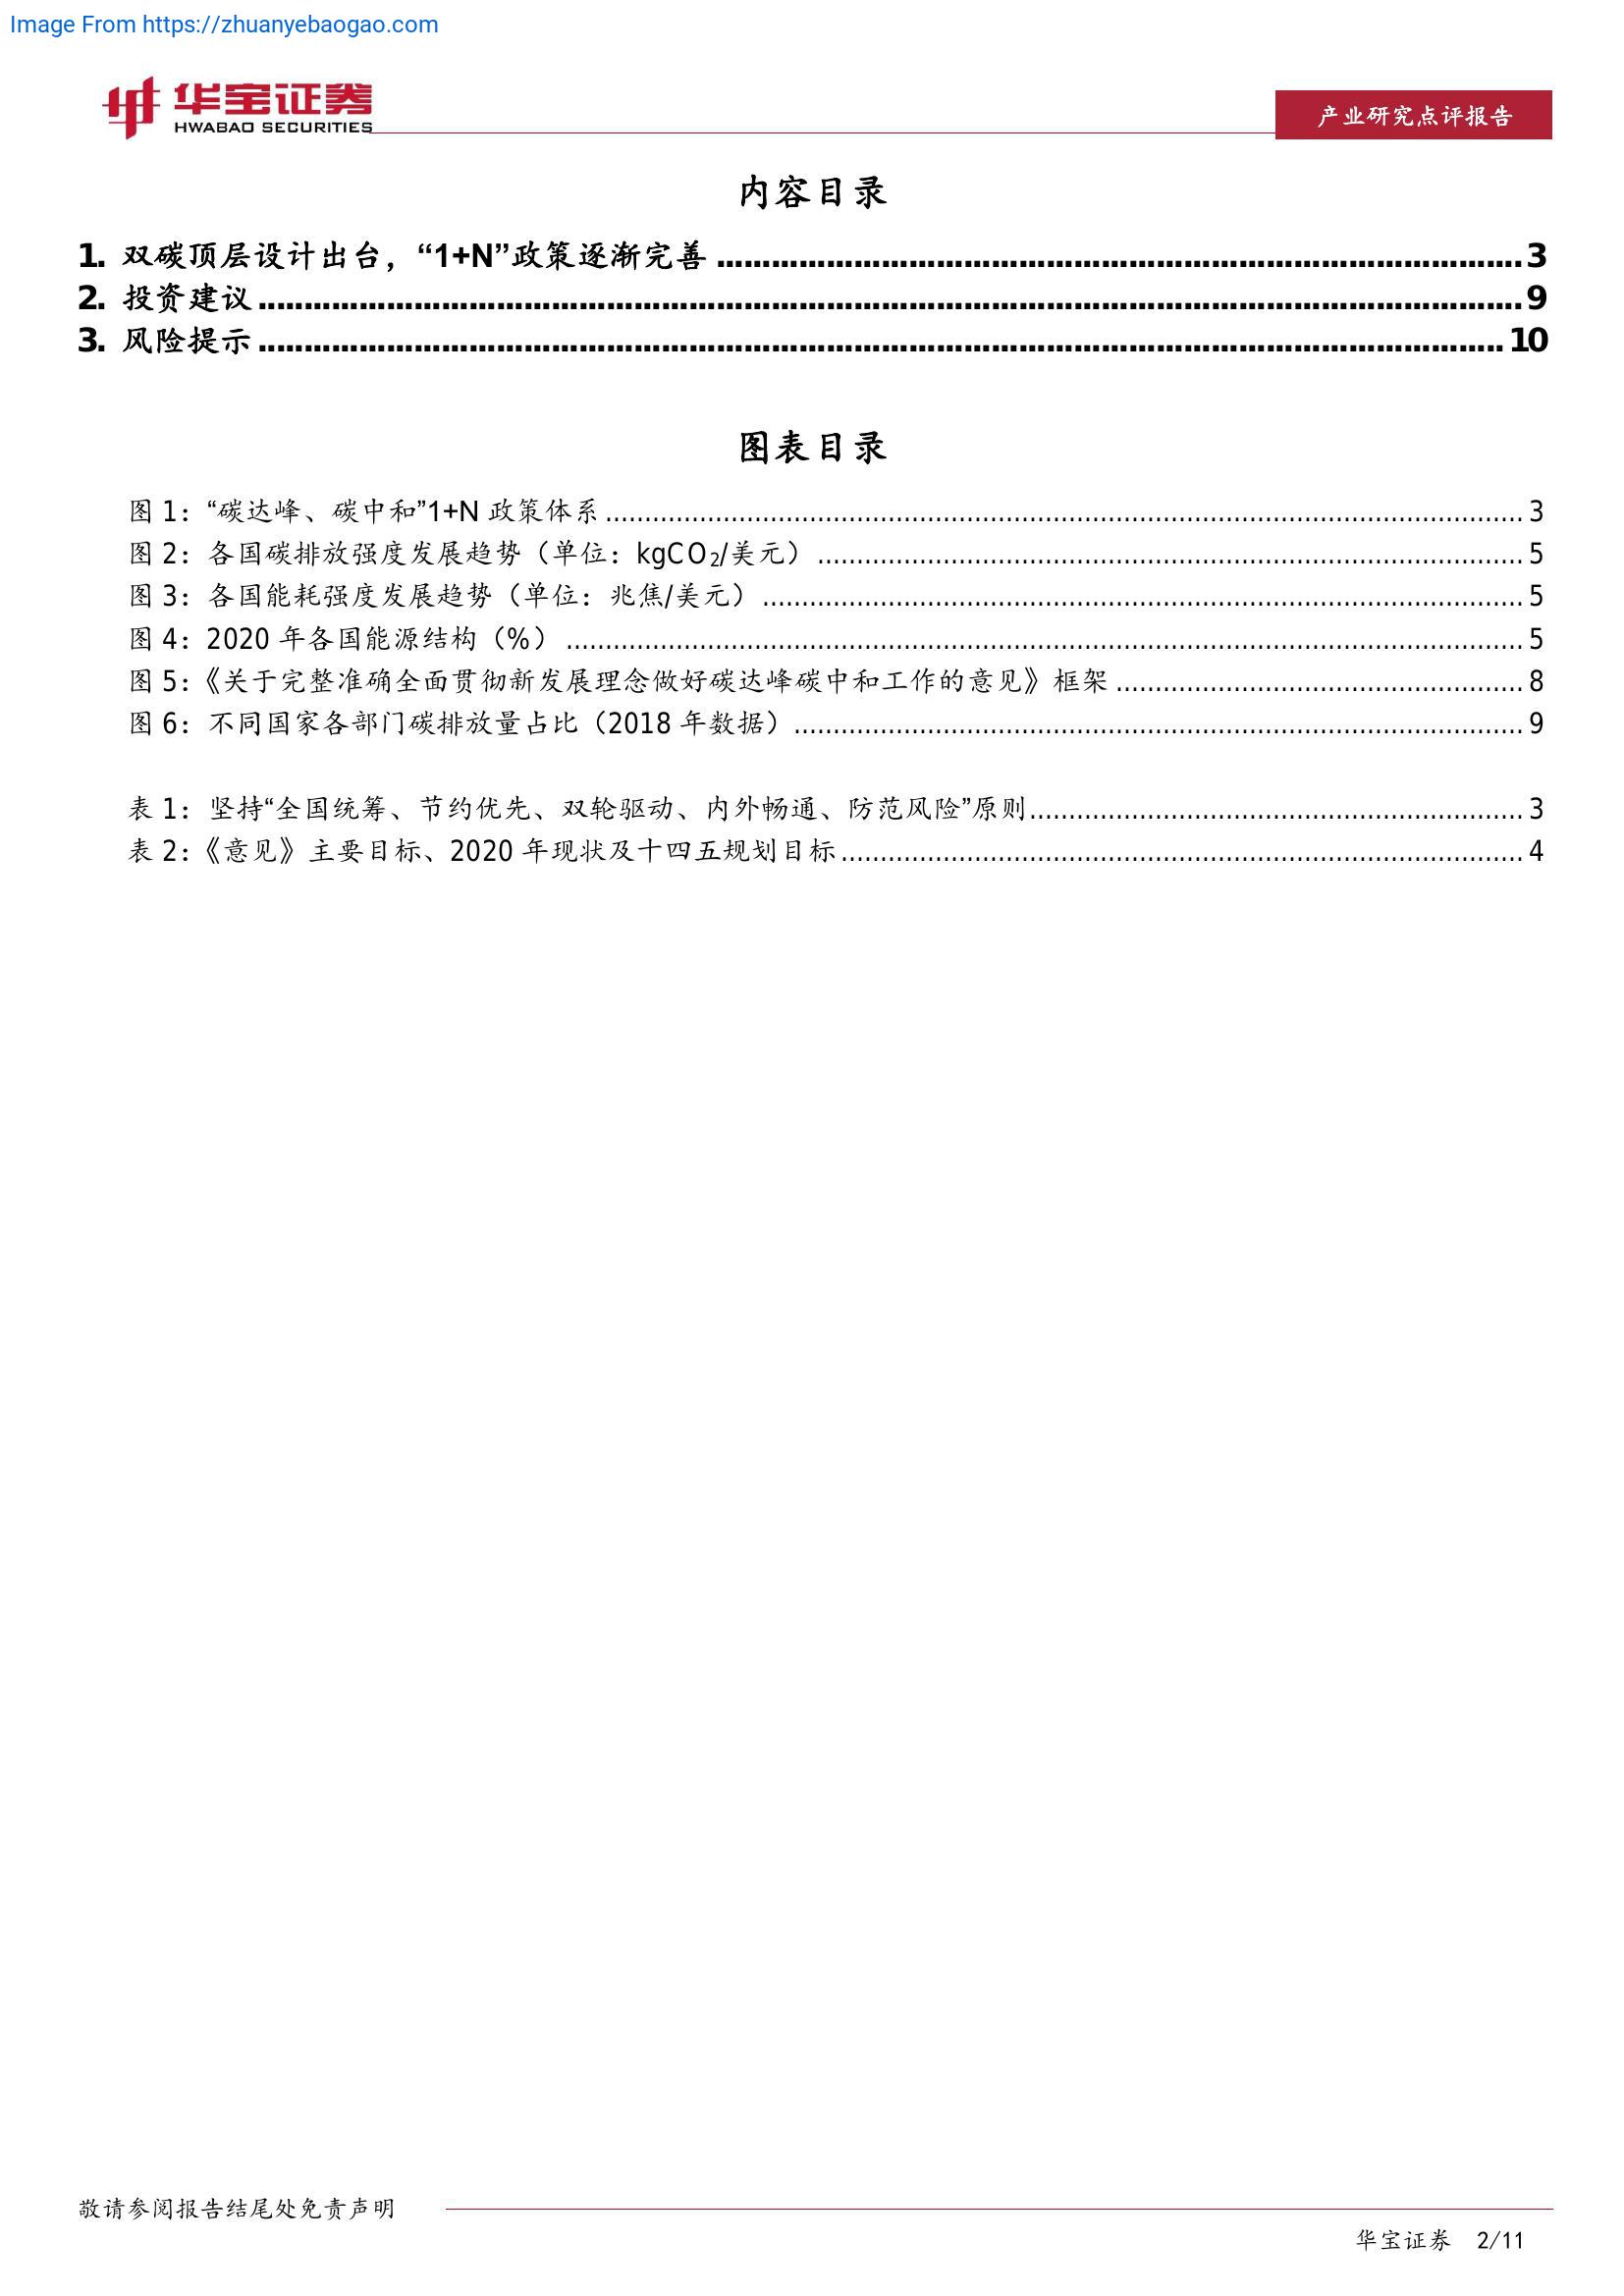 Image From https://zhuanyebaogao.com
华宝证券
HWABAO SECURITIES
产业研究点评报告
内容目录
1. 双碳顶层设计出台，“1+N”政策逐渐完善 ........ 3
2. 投资建议 ........ 9
3. 风险提示 ........ 10
图表目录
图 1：“碳达峰、碳中和”1+N 政策体系 ........ 3
图 2：各国碳排放强度发展趋势（单位：kgCO₂/美元） ........ 5
图 3：各国能耗强度发展趋势（单位：兆焦/美元） ........ 5
图 4：2020 年各国能源结构（%） ........ 5
图 5：《关于完整准确全面贯彻新发展理念做好碳达峰碳中和工作的意见》框架 ........ 8
图 6：不同国家各部门碳排放量占比（2018 年数据） ........ 9
表 1：坚持“全国统筹、节约优先、双轮驱动、内外畅通、防范风险”原则 ........ 3
表 2：《意见》主要目标、2020 年现状及十四五规划目标 ........ 4
敬请参阅报告结尾处免责声明
华宝证券 2/11